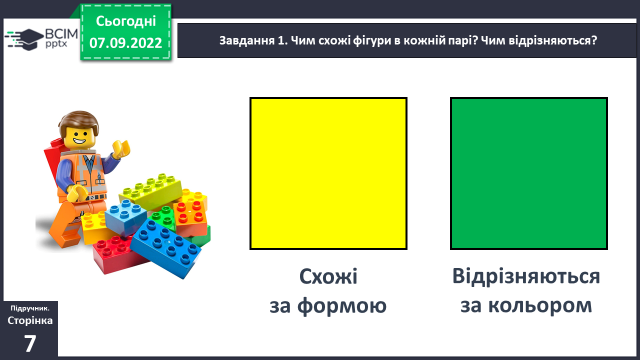 ВСІМ
pptx
Сьогодні
07.09.2022
Завдання 1. Чим схожі фігури в кожній парі? Чим відрізняються?
Схожі
за формою
Відрізняються
за кольором
Підручник.
Сторінка
7